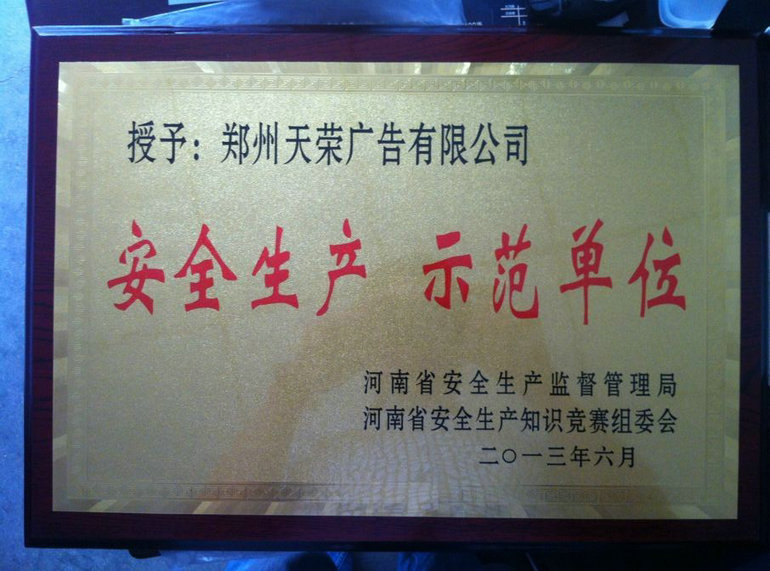 授予：郑州天荣广告有限公司
安全生产 示范单位
河南省安全生产监督管理局
河南省安全生产知识竞赛组委会
二〇一三年六月